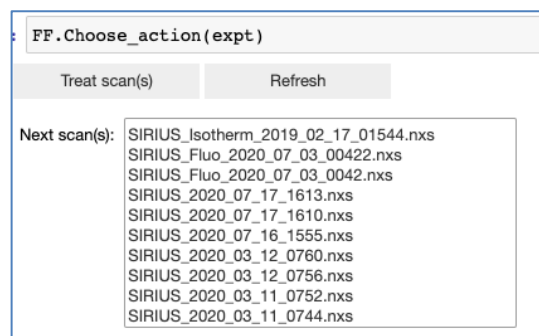 : FF.Choose_action(expt)
Treat scan(s) Refresh
Next scan(s): SIRIUS_Isotherm_2019_02_17_01544.nxs
SIRIUS_Fluo_2020_07_03_00422.nxs
SIRIUS_Fluo_2020_07_03_0042.nxs
SIRIUS_2020_07_17_1613.nxs
SIRIUS_2020_07_17_1610.nxs
SIRIUS_2020_07_16_1555.nxs
SIRIUS_2020_03_12_0760.nxs
SIRIUS_2020_03_12_0756.nxs
SIRIUS_2020_03_11_0752.nxs
SIRIUS_2020_03_11_0744.nxs